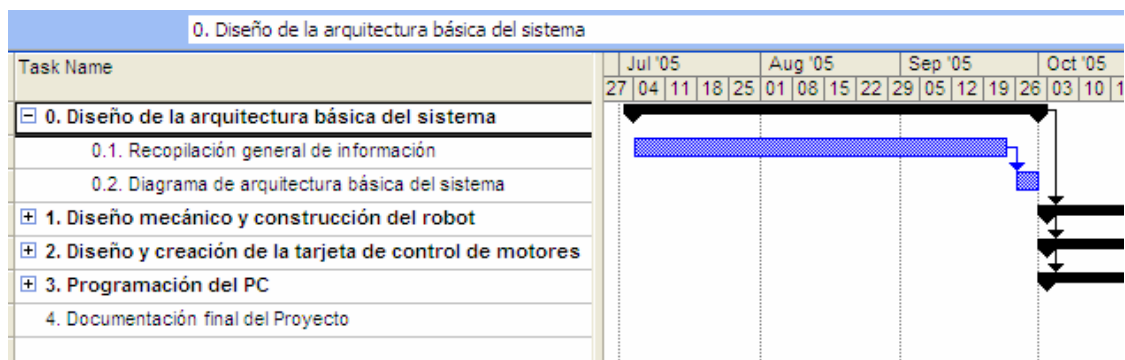 0. Diseño de la arquitectura básica del sistema
Task Name
Jul '05 Aug '05 Sep '05 Oct '05
27 04 11 18 25 01 08 15 22 29 05 12 19 26 03 10 1
0. Diseño de la arquitectura básica del sistema
0.1. Recopilación general de información
0.2. Diagrama de arquitectura básica del sistema
1. Diseño mecánico y construcción del robot
2. Diseño y creación de la tarjeta de control de motores
3. Programación del PC
4. Documentación final del Proyecto